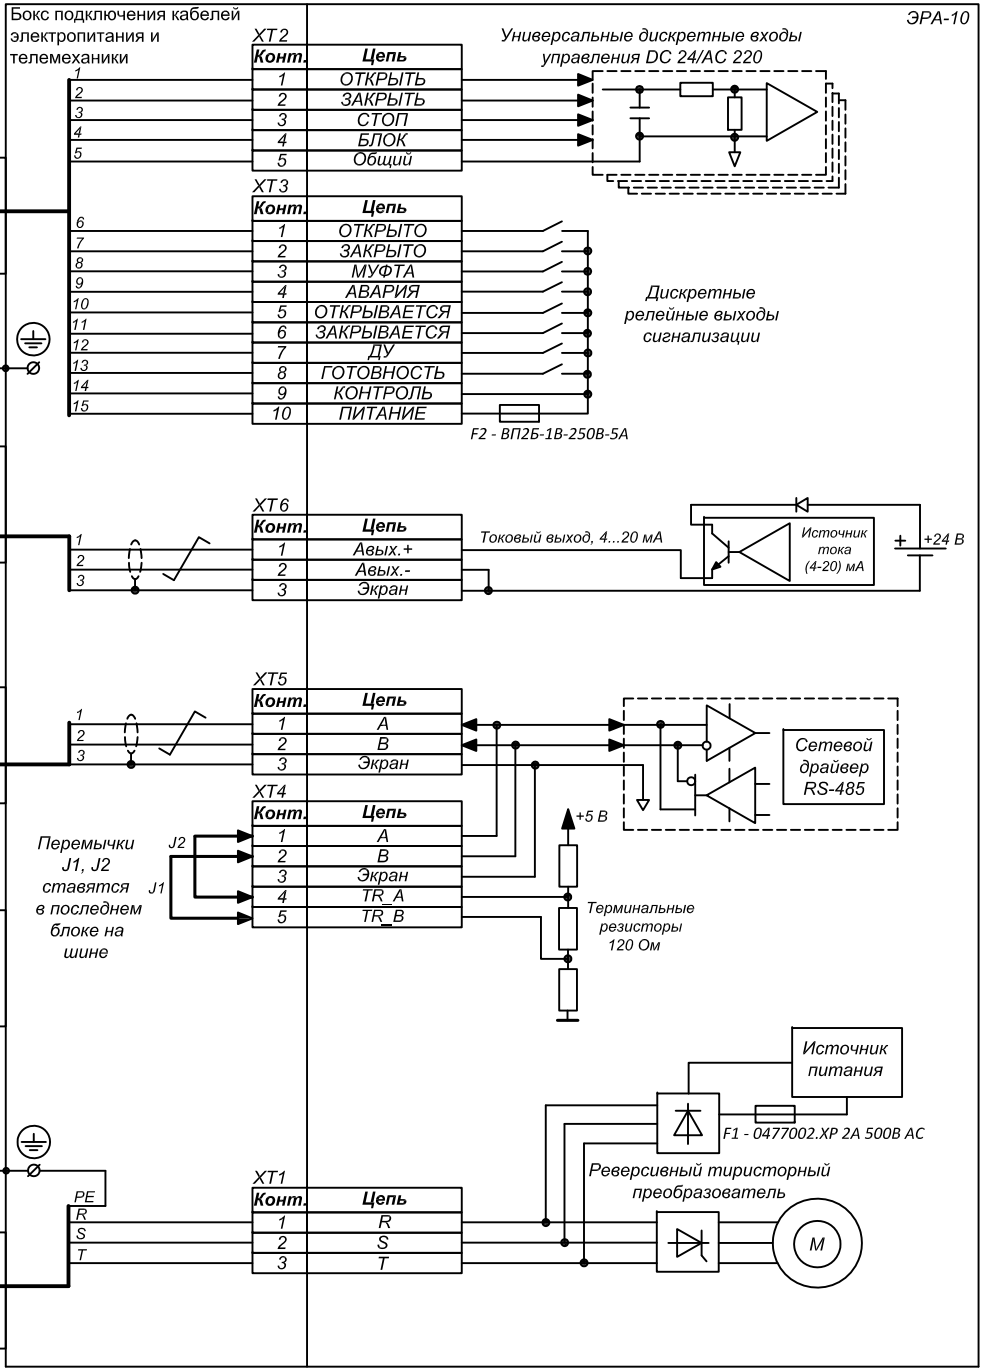 Бокс подключения кабелей
электропитания и
телемеханики
ЭРА-10
XT2
Конт. Цепь
1 1 ОТКРЫТЬ
2 2 ЗАКРЫТЬ
3 3 СТОП
4 4 БЛОК
5 5 Общий
Универсальные дискретные входы
управления DC 24/AC 220
XT3
Конт. Цепь
6 1 ОТКРЫТО
7 2 ЗАКРЫТО
8 3 МУФТА
9 4 АВАРИЯ
10 5 ОТКРЫВАЕТСЯ
11 6 ЗАКРЫВАЕТСЯ
12 7 ДУ
13 8 ГОТОВНОСТЬ
14 9 КОНТРОЛЬ
15 10 ПИТАНИЕ
Дискретные
релейные выходы
сигнализации
F2 - ВП2Б-1В-250В-5А
XT6
Конт. Цепь
1 1 Авых.+
2 2 Авых.-
3 3 Экран
Токовый выход, 4...20 мА
Источник
тока
(4-20) мА
+ +24 В
XT5
Конт. Цепь
1 1 A
2 2 B
3 3 Экран
Сетевой
драйвер
RS-485
XT4
Конт. Цепь
1 A
2 B
3 Экран
4 TR_A
5 TR_B
J2
J1
Перемычки
J1, J2
ставятся
в последнем
блоке на
шине
+5 В
Терминальные
резисторы
120 Ом
Источник
питания
F1 - 0477002.XP 2A 500B AC
Реверсивный тиристорный
преобразователь
XT1
Конт. Цепь
PE
R 1 R
S 2 S
T 3 T
M